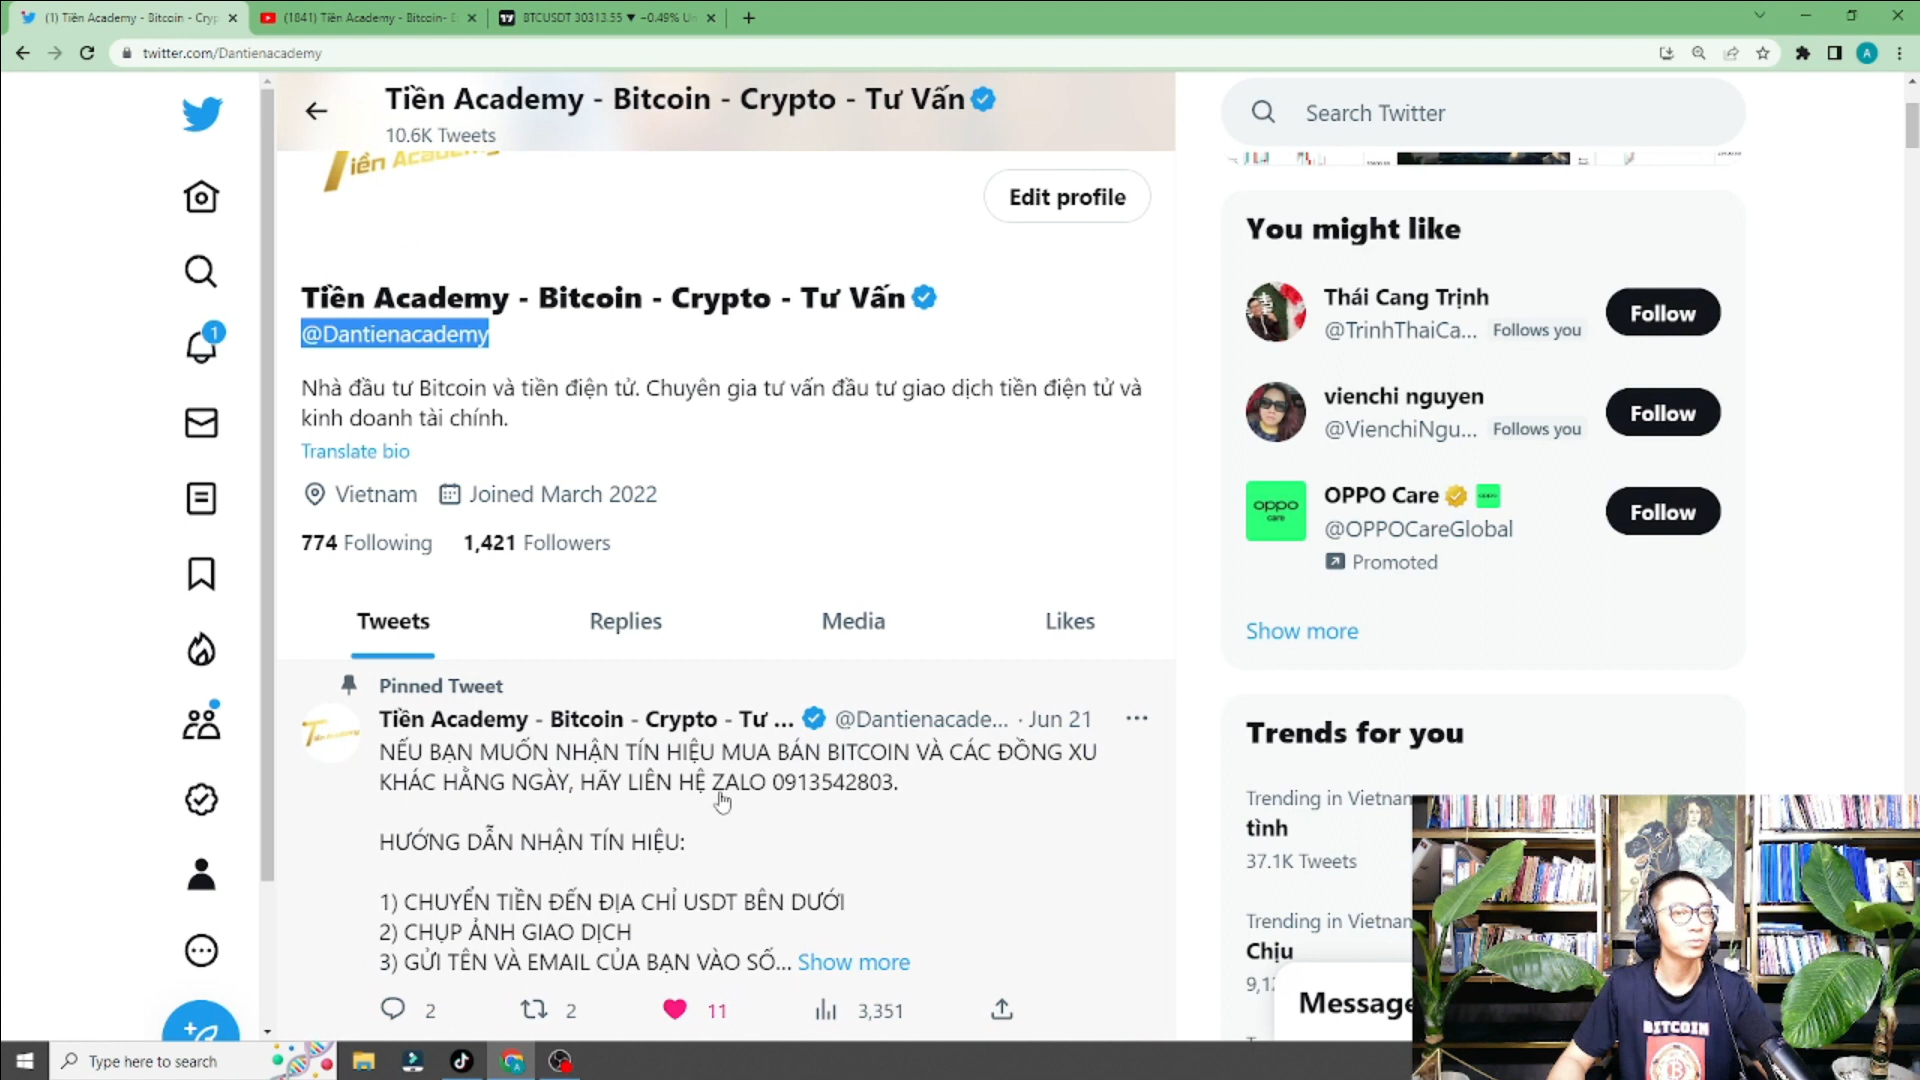 (1) Tiền Academy - Bitcoin - Cryp
(1841) Tiền Academy - Bitcoin- E
BTCUSDT 30313.55 ▼ −0.49% Un
twitter.com/Dantienacademy
A
Tiền Academy - Bitcoin - Crypto - Tư Vấn
10.6K Tweets
Search Twitter
Tiền Academy
Edit profile
Tiền Academy - Bitcoin - Crypto - Tư Vấn
@Dantienacademy
1
Nhà đầu tư Bitcoin và tiền điện tử. Chuyên gia tư vấn đầu tư giao dịch tiền điện tử và
kinh doanh tài chính.
Translate bio
Vietnam Joined March 2022
774 Following 1,421 Followers
Tweets Replies Media Likes
Pinned Tweet
Tiền Academy - Bitcoin - Crypto - Tư ... @Dantienacade... · Jun 21
NẾU BẠN MUỐN NHẬN TÍN HIỆU MUA BÁN BITCOIN VÀ CÁC ĐỒNG XU
KHÁC HẰNG NGÀY, HÃY LIÊN HỆ ZALO 0913542803.
HƯỚNG DẪN NHẬN TÍN HIỆU:
1) CHUYỂN TIỀN ĐẾN ĐỊA CHỈ USDT BÊN DƯỚI
2) CHỤP ẢNH GIAO DỊCH
3) GỬI TÊN VÀ EMAIL CỦA BẠN VÀO SỐ... Show more
2 2 11 3,351
You might like
Thái Cang Trịnh
@TrinhThaiCa... Follows you
Follow
vienchi nguyen
@VienchiNgu... Follows you
Follow
oppo
care
OPPO Care
@OPPOCareGlobal
Promoted
Follow
Show more
Trends for you
Trending in Vietnam
tình
37.1K Tweets
Trending in Vietnam
Chịu
9,1
Message
BITCOIN
Type here to search